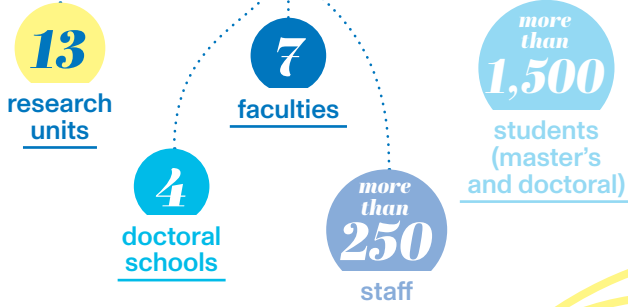 13
research
units
7
faculties
more
than
1,500
students
(master's
and doctoral)
4
doctoral
schools
more
than
250
staff